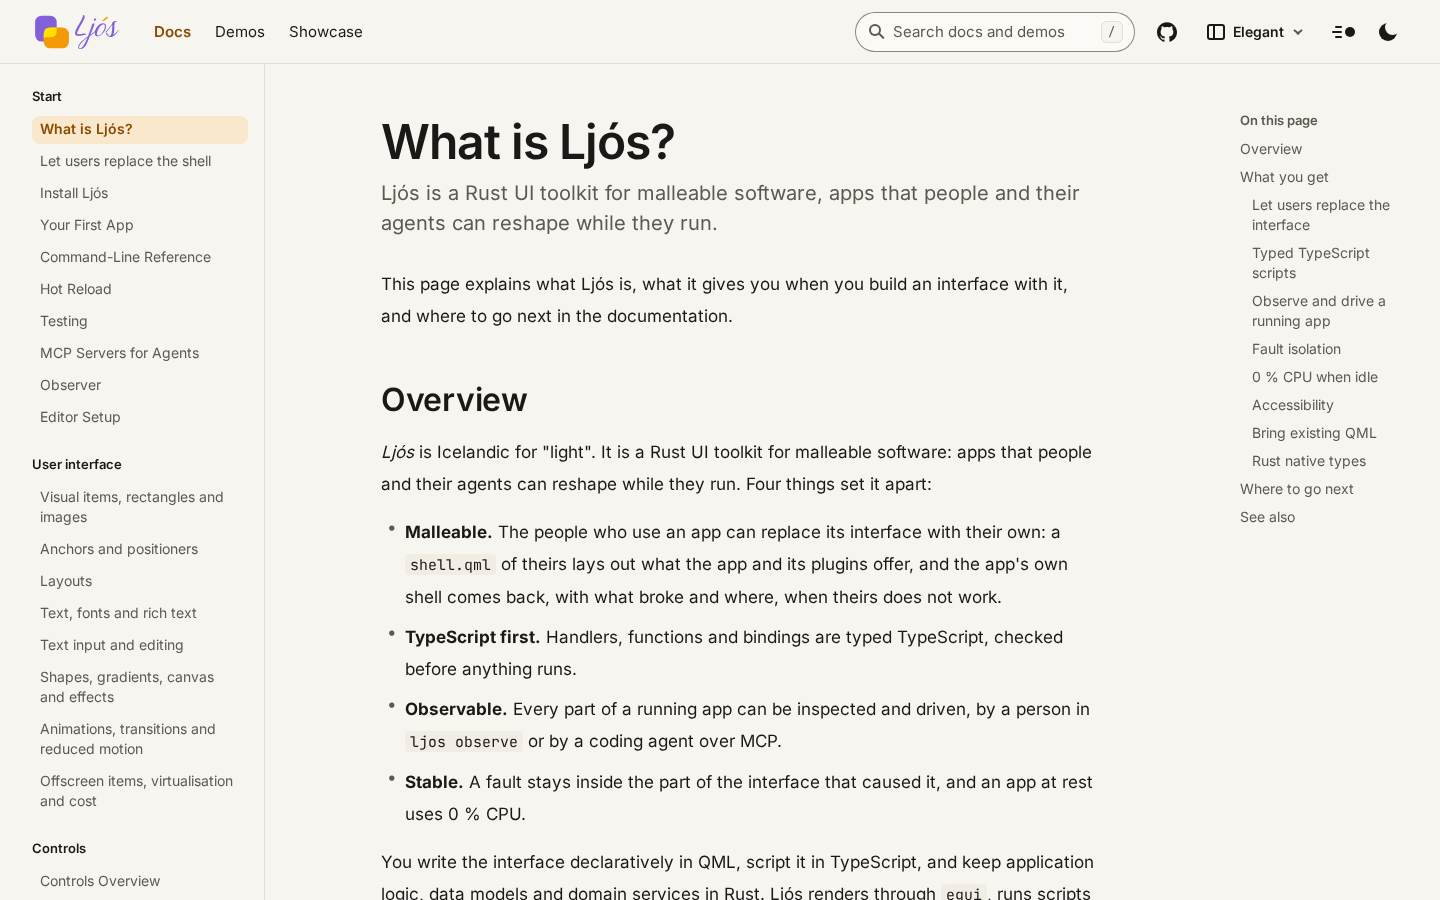 Ljós
Docs
Demos
Showcase
Search docs and demos
/
Elegant
Start
What is Ljós?
Let users replace the shell
Install Ljós
Your First App
Command-Line Reference
Hot Reload
Testing
MCP Servers for Agents
Observer
Editor Setup
User interface
Visual items, rectangles and
images
Anchors and positioners
Layouts
Text, fonts and rich text
Text input and editing
Shapes, gradients, canvas
and effects
Animations, transitions and
reduced motion
Offscreen items, virtualisation
and cost
Controls
Controls Overview
What is Ljós?
Ljós is a Rust UI toolkit for malleable software, apps that people and their
agents can reshape while they run.
This page explains what Ljós is, what it gives you when you build an interface with it,
and where to go next in the documentation.
Overview
Ljós is Icelandic for "light". It is a Rust UI toolkit for malleable software: apps that people
and their agents can reshape while they run. Four things set it apart:
• Malleable. The people who use an app can replace its interface with their own: a
shell.qml of theirs lays out what the app and its plugins offer, and the app's own
shell comes back, with what broke and where, when theirs does not work.
• TypeScript first. Handlers, functions and bindings are typed TypeScript, checked
before anything runs.
• Observable. Every part of a running app can be inspected and driven, by a person in
ljos observe or by a coding agent over MCP.
• Stable. A fault stays inside the part of the interface that caused it, and an app at rest
uses 0 % CPU.
You write the interface declaratively in QML, script it in TypeScript, and keep application
logic, data models and domain services in Rust. Ljós renders through egui, runs scripts
On this page
Overview
What you get
Let users replace the
interface
Typed TypeScript
scripts
Observe and drive a
running app
Fault isolation
0 % CPU when idle
Accessibility
Bring existing QML
Rust native types
Where to go next
See also